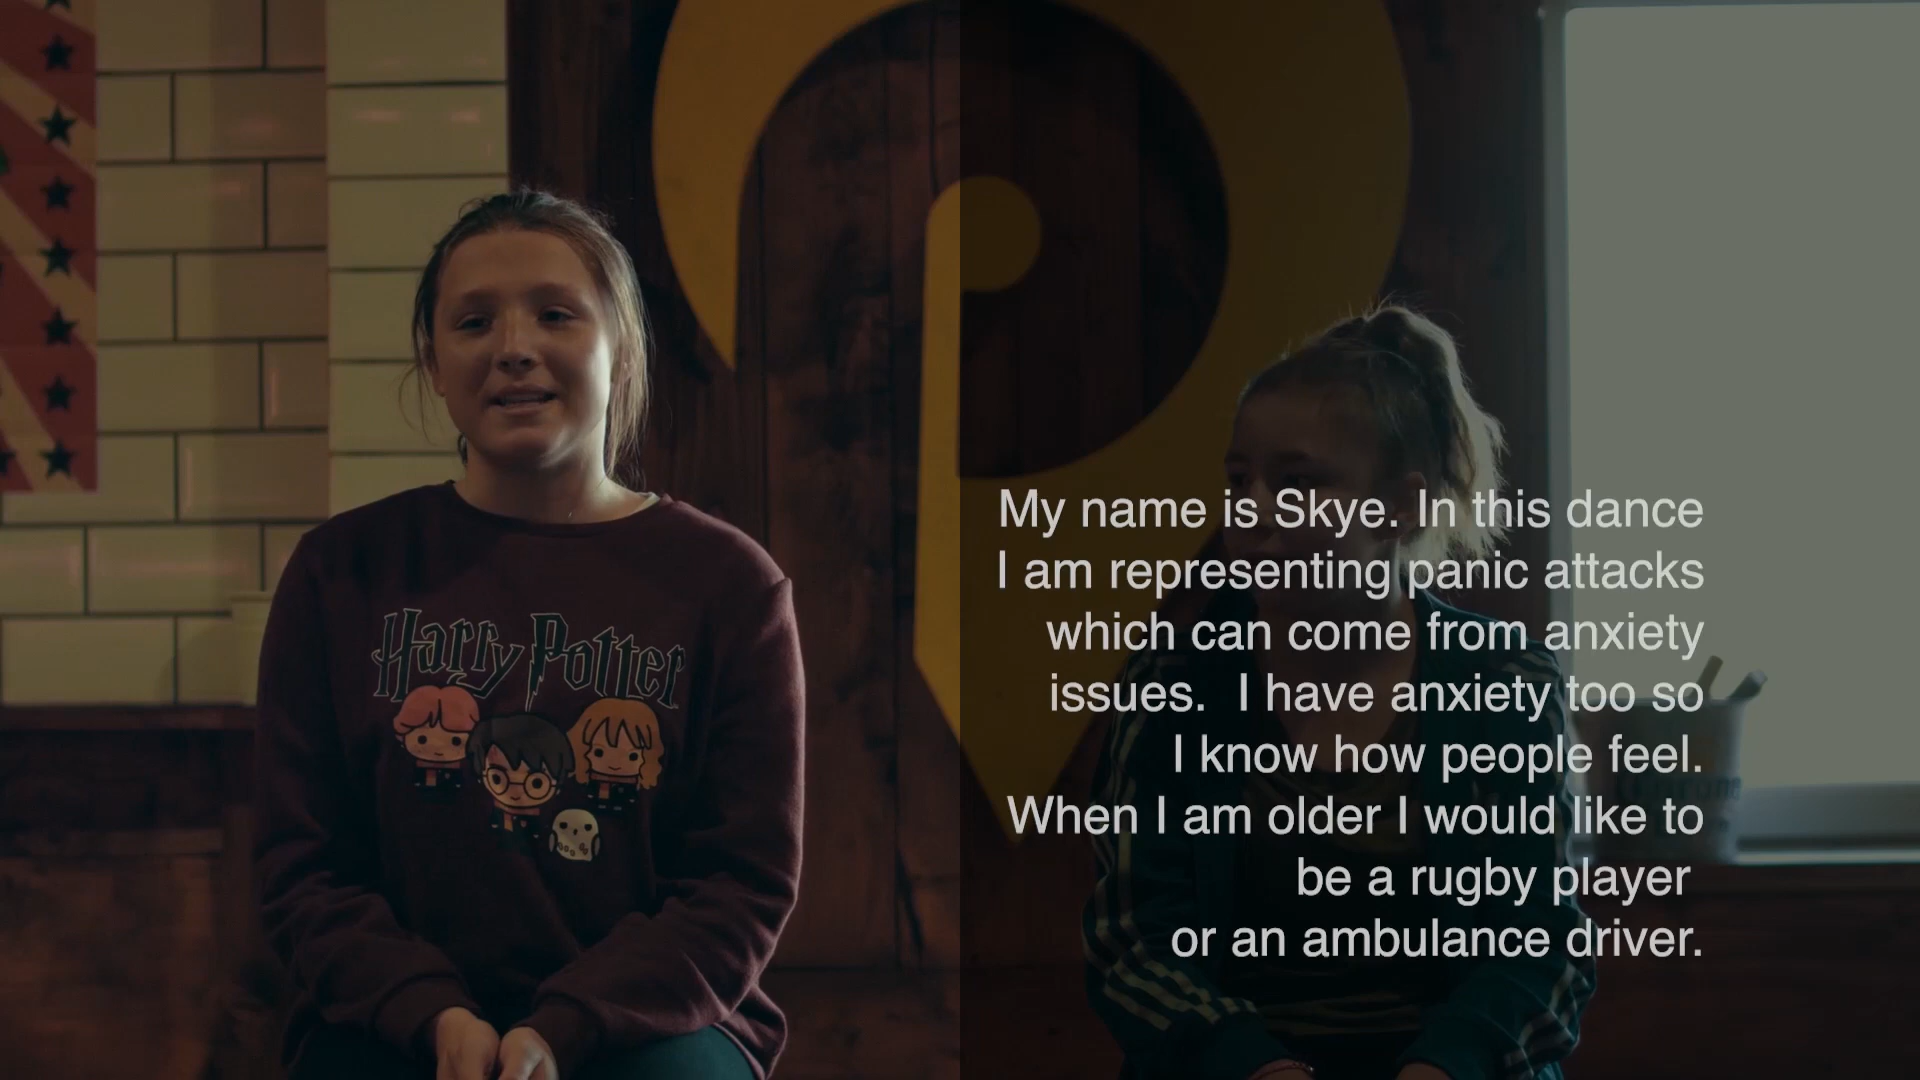 Harry Potter
My name is Skye. In this dance
I am representing panic attacks
which can come from anxiety
issues.  I have anxiety too so
I know how people feel.
When I am older I would like to
be a rugby player
or an ambulance driver.